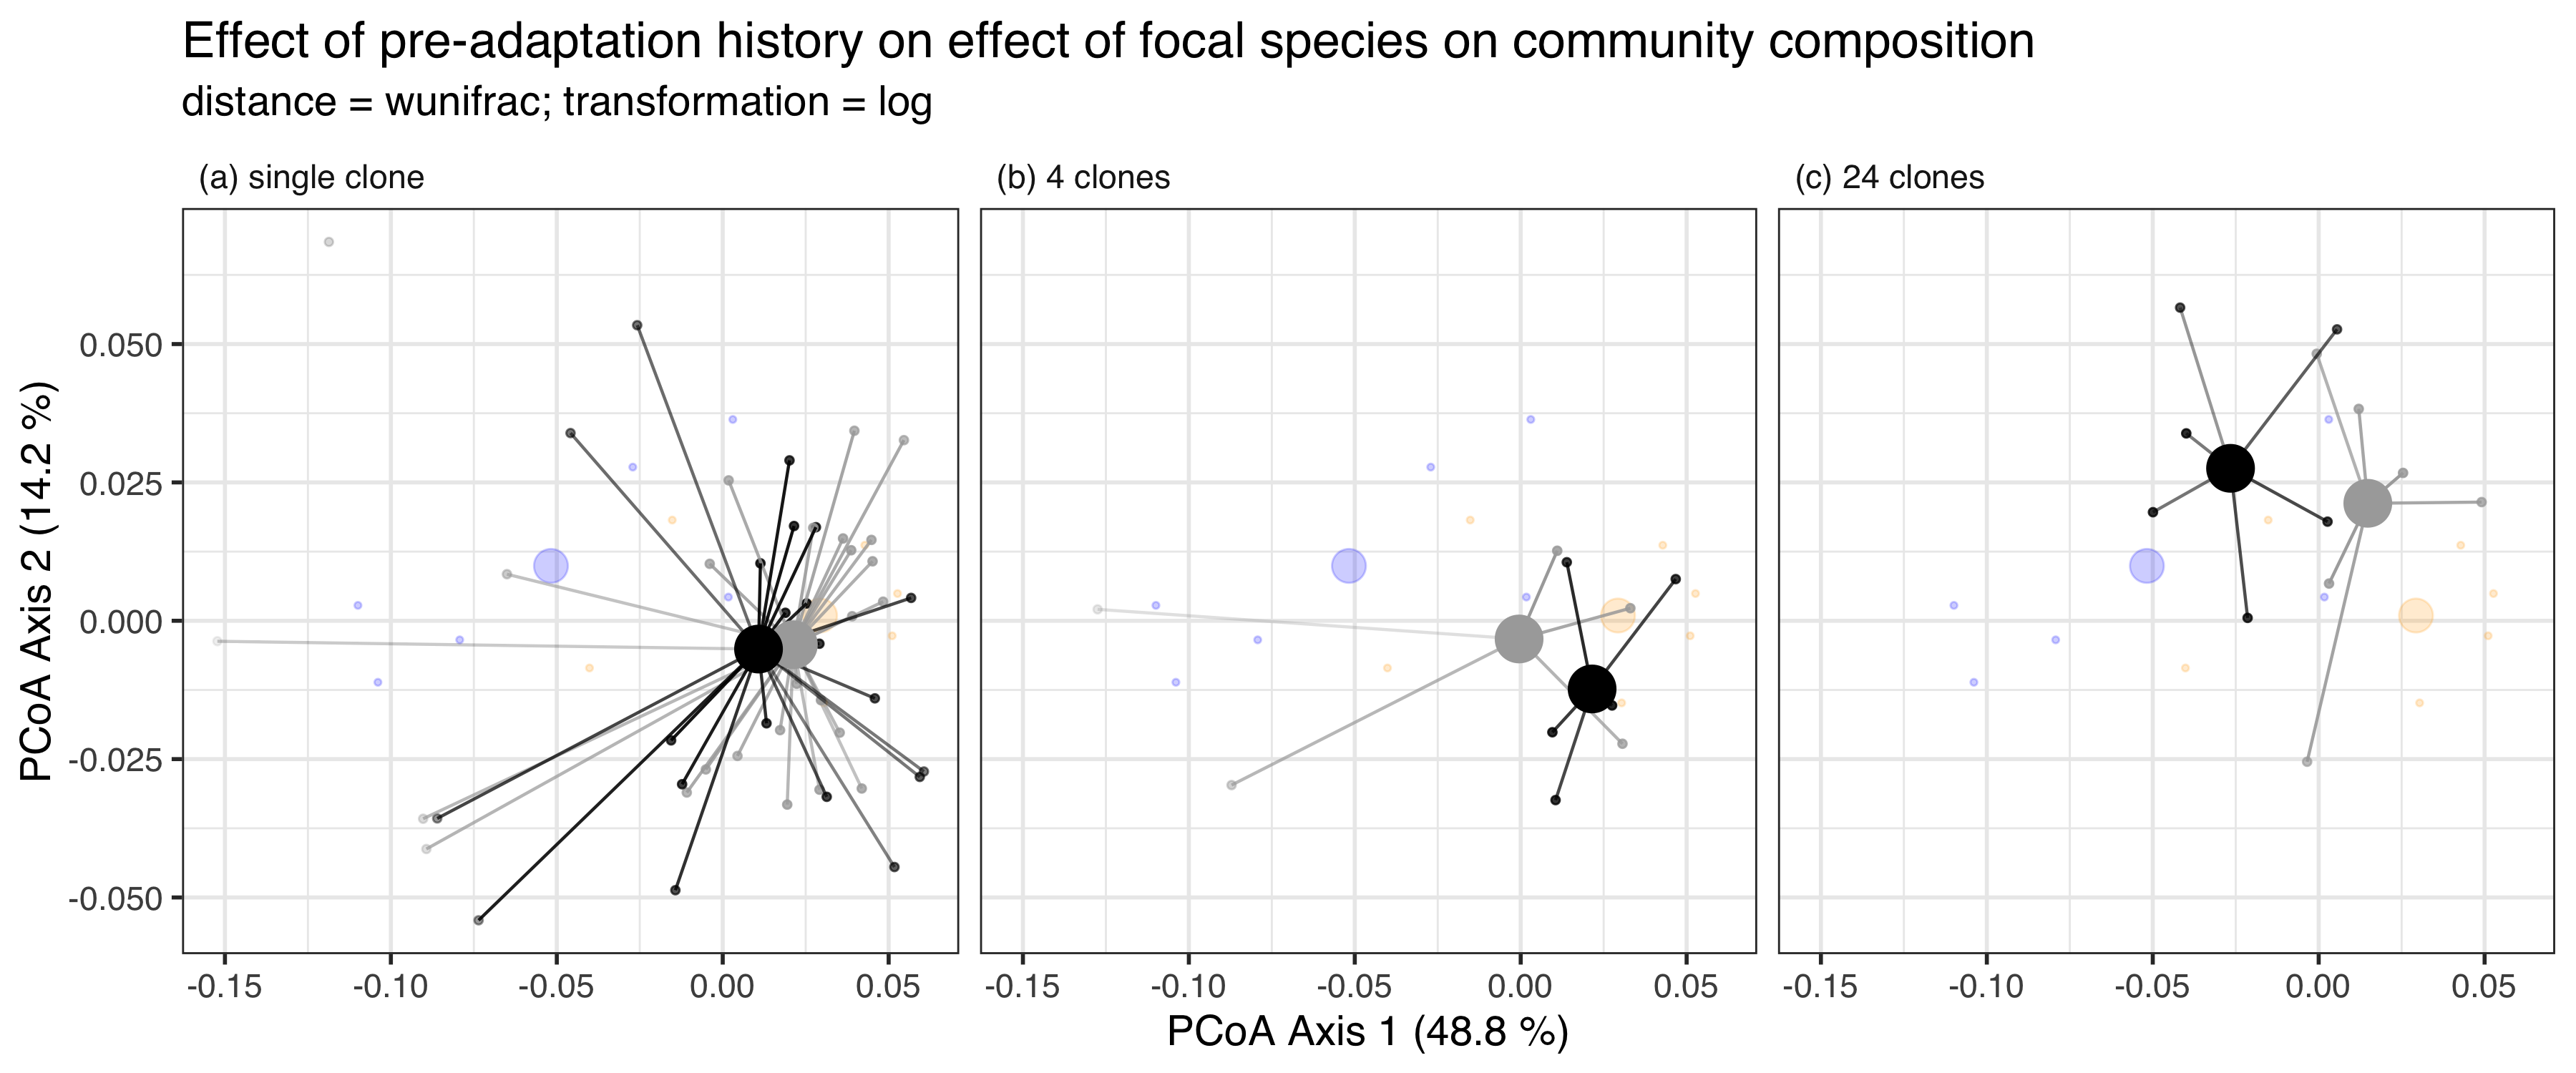 Effect of pre-adaptation history on effect of focal species on community composition
distance = wunifrac; transformation = log
(a) single clone
(b) 4 clones
(c) 24 clones
PCoA Axis 2 (14.2 %)
0.050
0.025
0.000
-0.025
-0.050
-0.15 -0.10 -0.05 0.00 0.05
-0.15 -0.10 -0.05 0.00 0.05
-0.15 -0.10 -0.05 0.00 0.05
PCoA Axis 1 (48.8 %)